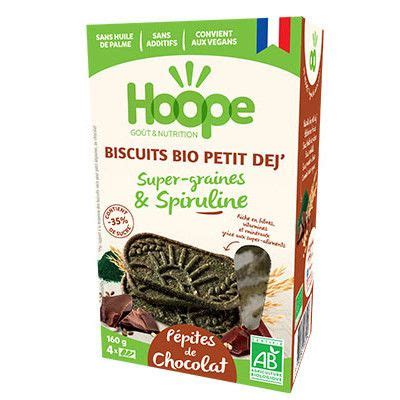 SANS HUILE
DE PALME
SANS
ADDITIFS
CONVIENT
AUX VEGANS
Hoope
GOÛT & NUTRITION
BISCUITS BIO PETIT DEJ'
Super-graines
& Spiruline
CONTIENT
-35%*
DE SUCRE
Riche en fibres,
vitamines
et minéraux
grâce aux super-aliments
160 g
4x
Pépites
de
Chocolat
AB
AGRICULTURE
BIOLOGIQUE
Hoope